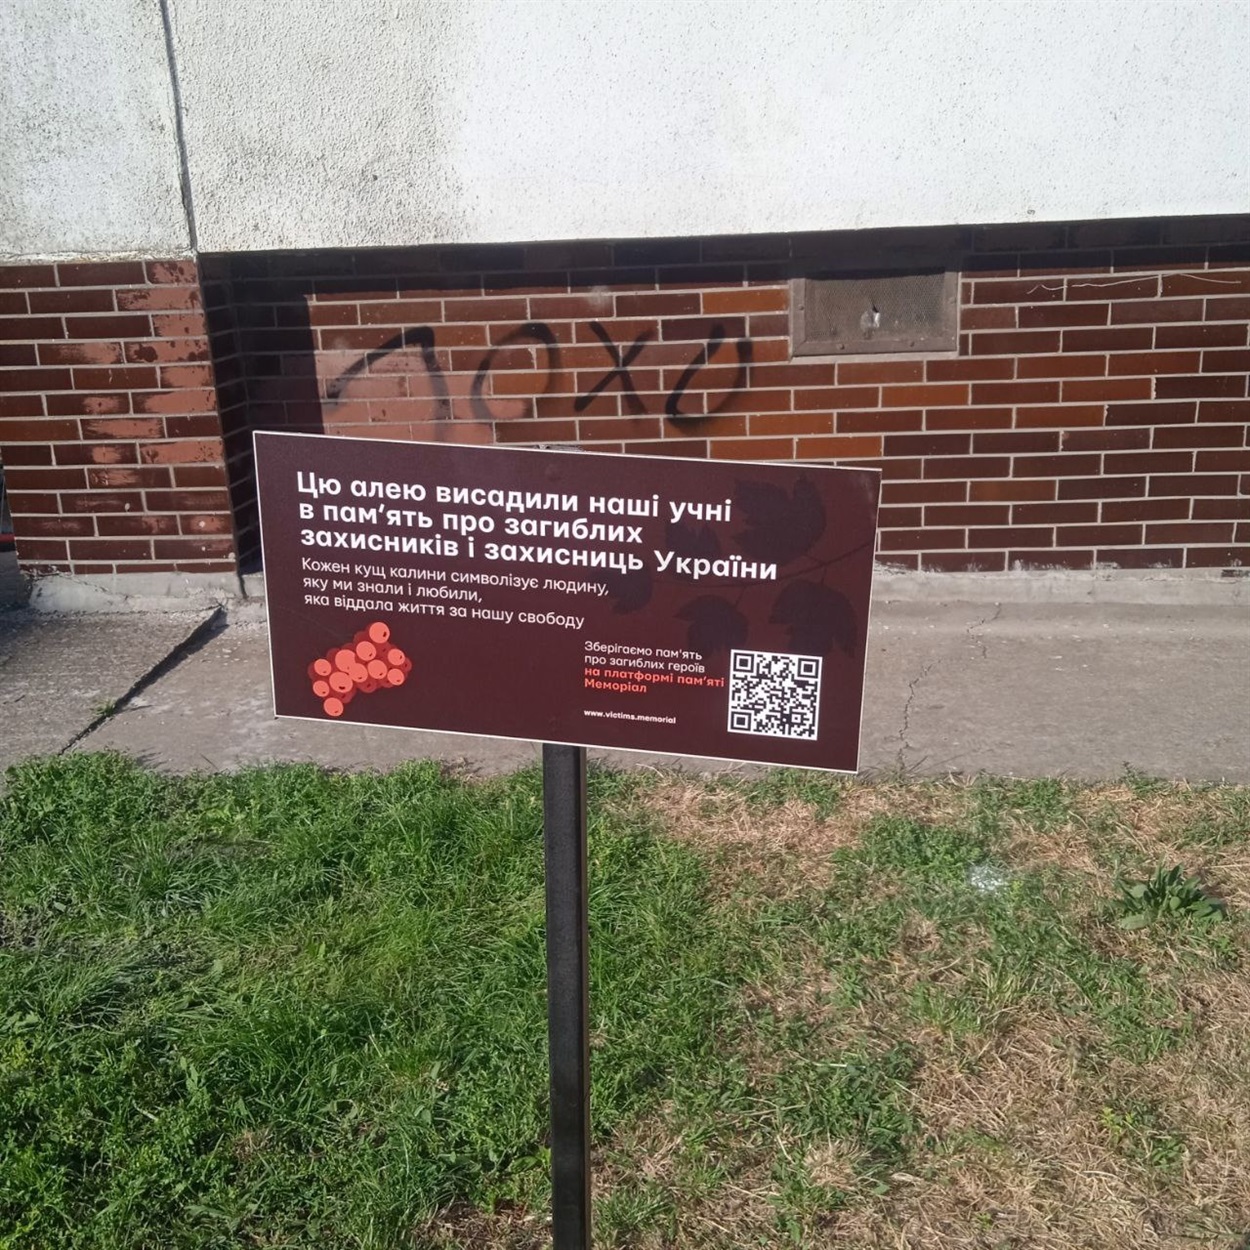 лохи
Цю алею висадили наші учні
в пам'ять про загиблих
захисників і захисниць України
Кожен кущ калини символізує людину,
яку ми знали і любили,
яка віддала життя за нашу свободу
Зберігаємо пам'ять
про загиблих героїв
на платформі пам'яті
Меморіал
www.victims.memorial